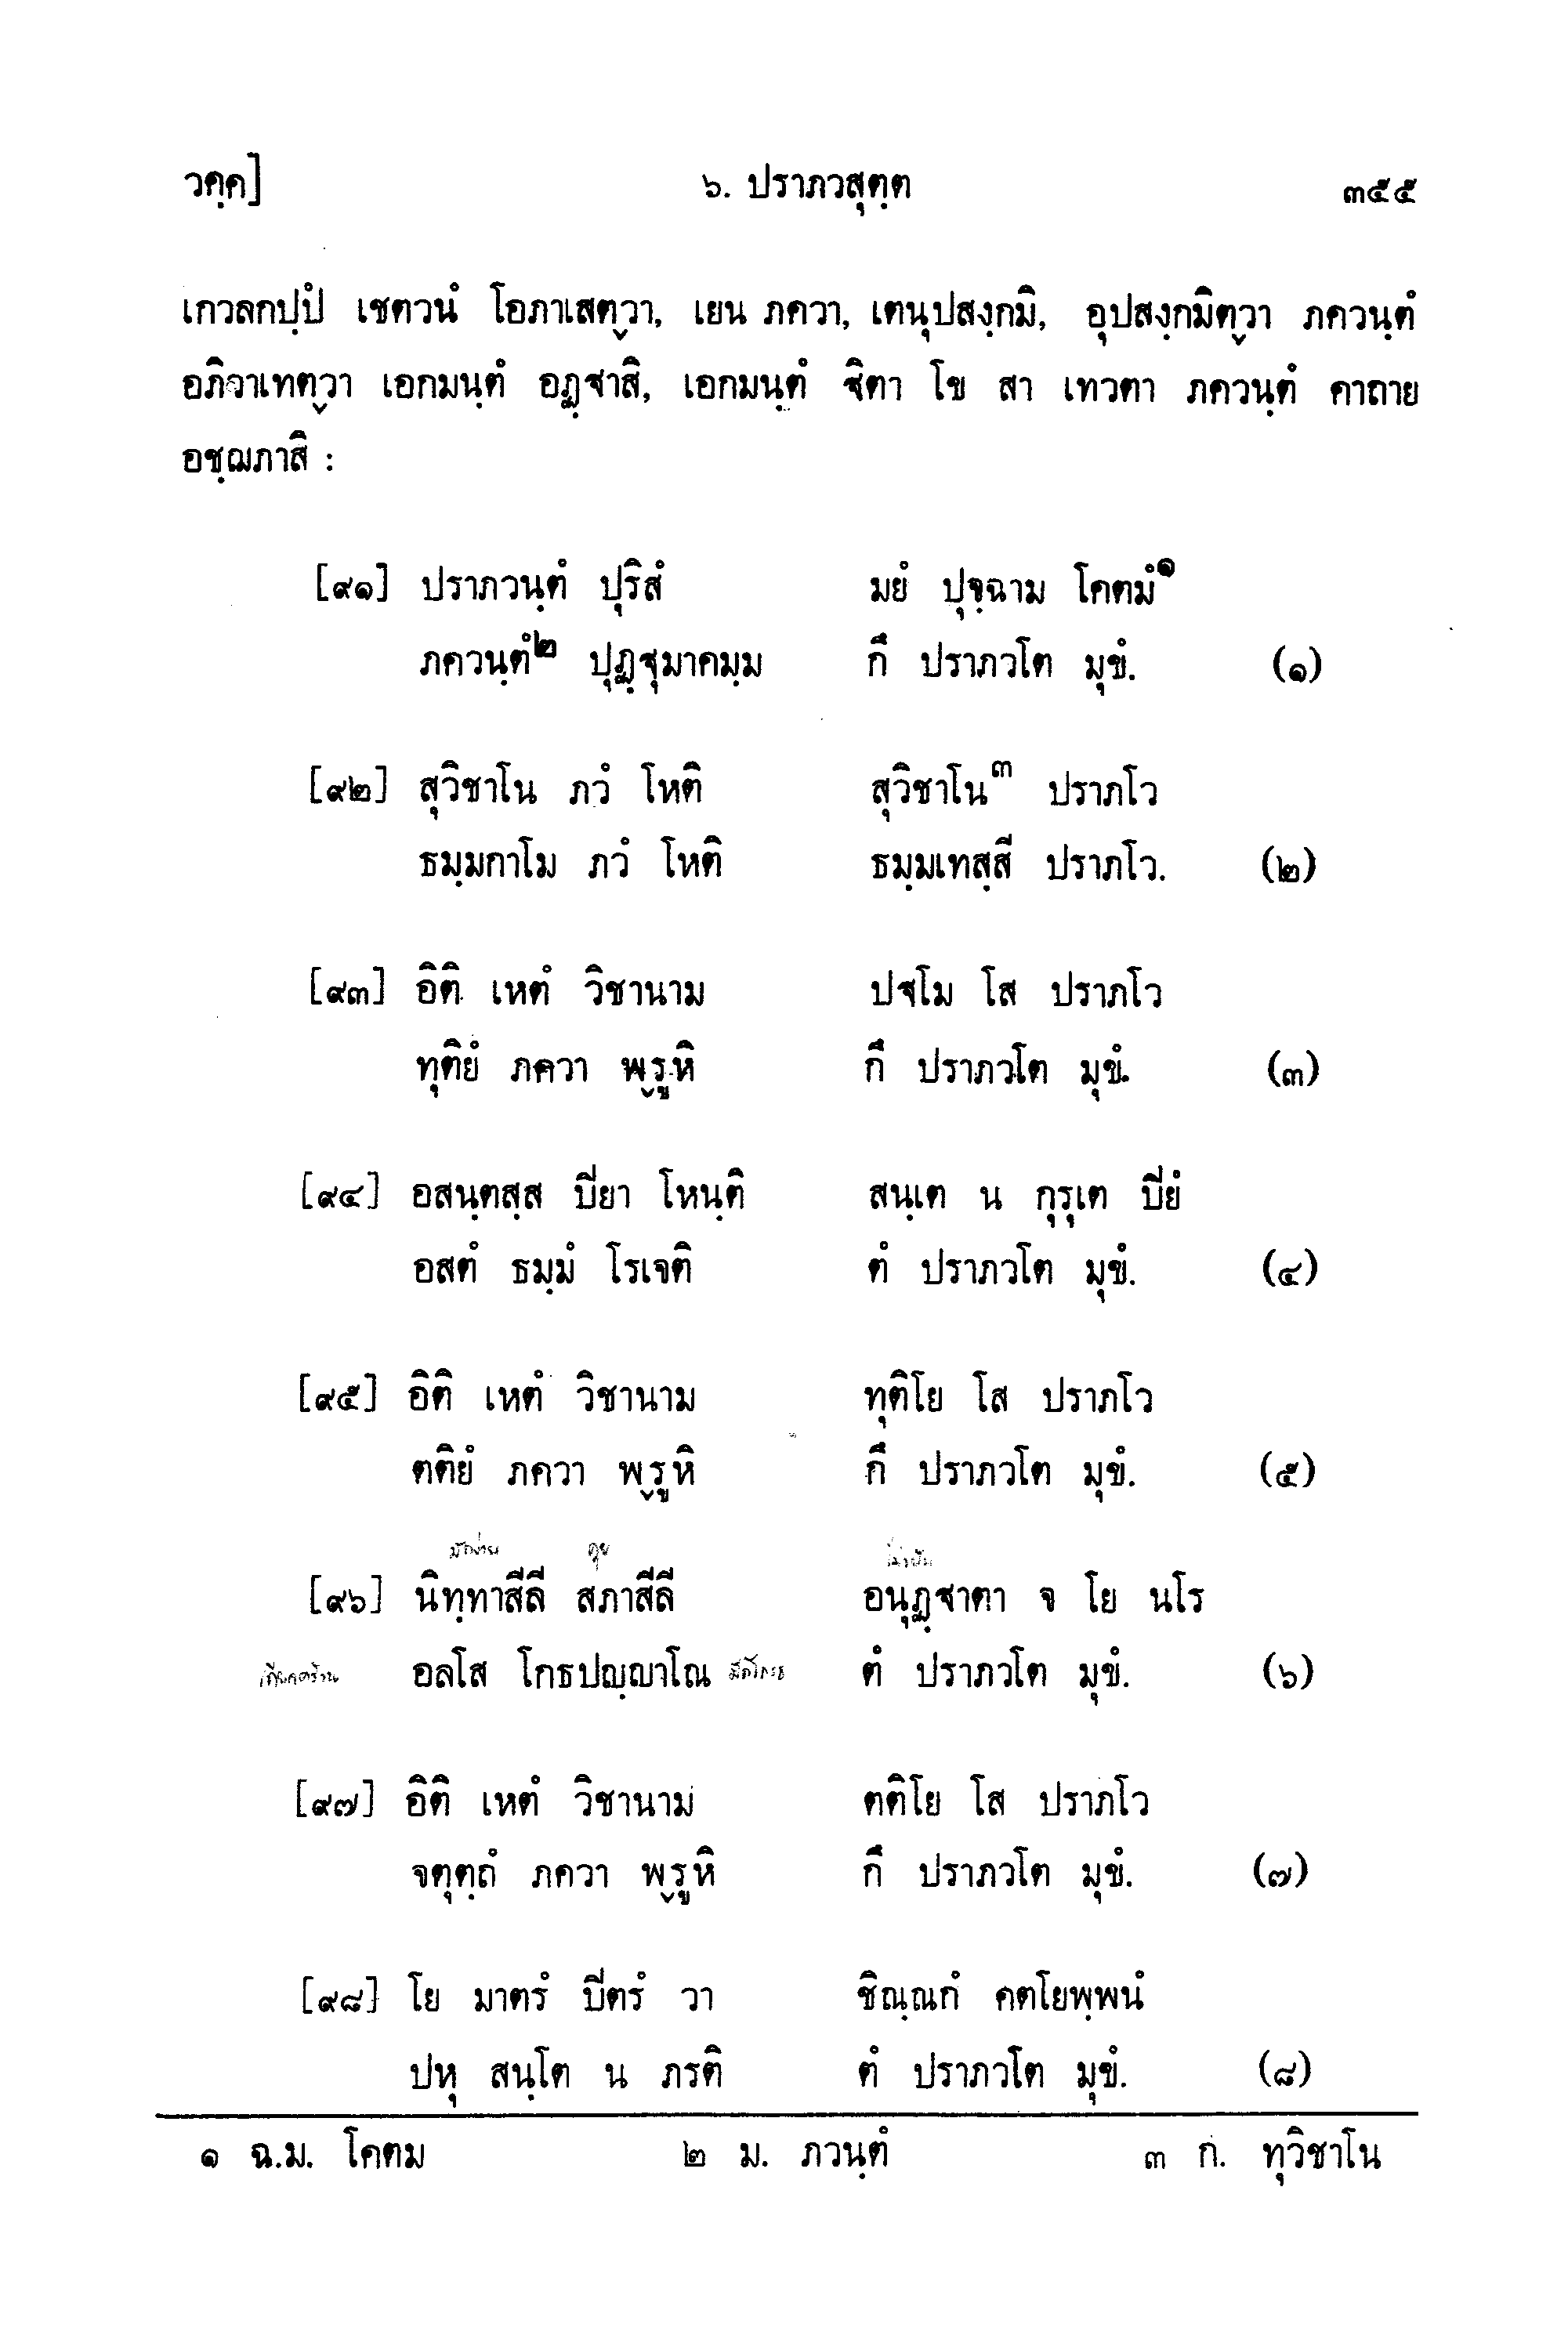 วคฺค] ๖. ปราภวสุตฺต ๓๕๕
เกวลกปฺปํ เชตวนํ โอภาเสตฺวา, เยน ภควา, เตนุปสงฺกมิ, อุปสงฺกมิตฺวา ภควนฺตํ
อภิวาเทตฺวา เอกมนฺตํ อฏฺฐาสิ, เอกมนฺตํ ฐิตา โข สา เทวตา ภควนฺตํ คาถาย
อชฺฌภาสิ :
[๙๑] ปราภวนฺตํ ปุริสํ มยํ ปุจฺฉาม โคตมํ๑
ภควนฺตํ๒ ปุฏฺฐุมาคมฺม กึ ปราภวโต มุขํ. (๑)
[๙๒] สุวิชาโน ภวํ โหติ สุวิชาโน๓ ปราภโว
ธมฺมกาโม ภวํ โหติ ธมฺมเทสฺสี ปราภโว. (๒)
[๙๓] อิติ เหตํ วิชานาม ปฐโม โส ปราภโว
ทุติยํ ภควา พฺรูหิ กึ ปราภวโต มุขํ. (๓)
[๙๔] อสนฺตสฺส ปิยา โหนฺติ สนฺเต น กุรุเต ปิยํ
อสตํ ธมฺมํ โรเจติ ตํ ปราภวโต มุขํ. (๔)
[๙๕] อิติ เหตํ วิชานาม ทุติโย โส ปราภโว
ตติยํ ภควา พฺรูหิ กึ ปราภวโต มุขํ. (๕)
มักง่าย คุย
[๙๖] นิทฺทาสีลี สภาสีลี อนุฏฺฐาตา จ โย นโร
เกียจคร้าน อลโส โกธปญฺญาโณ ตํ ปราภวโต มุขํ. (๖)
[๙๗] อิติ เหตํ วิชานาม ตติโย โส ปราภโว
จตุตฺถํ ภควา พฺรูหิ กึ ปราภวโต มุขํ. (๗)
[๙๘] โย มาตรํ ปิตรํ วา ชิณฺณกํ คตโยพฺพนํ
ปหุ สนฺโต น ภรติ ตํ ปราภวโต มุขํ. (๘)
๑ ฉ.ม. โคตม ๒ ม. ภวนฺตํ ๓ ก. ทุวิชาโน